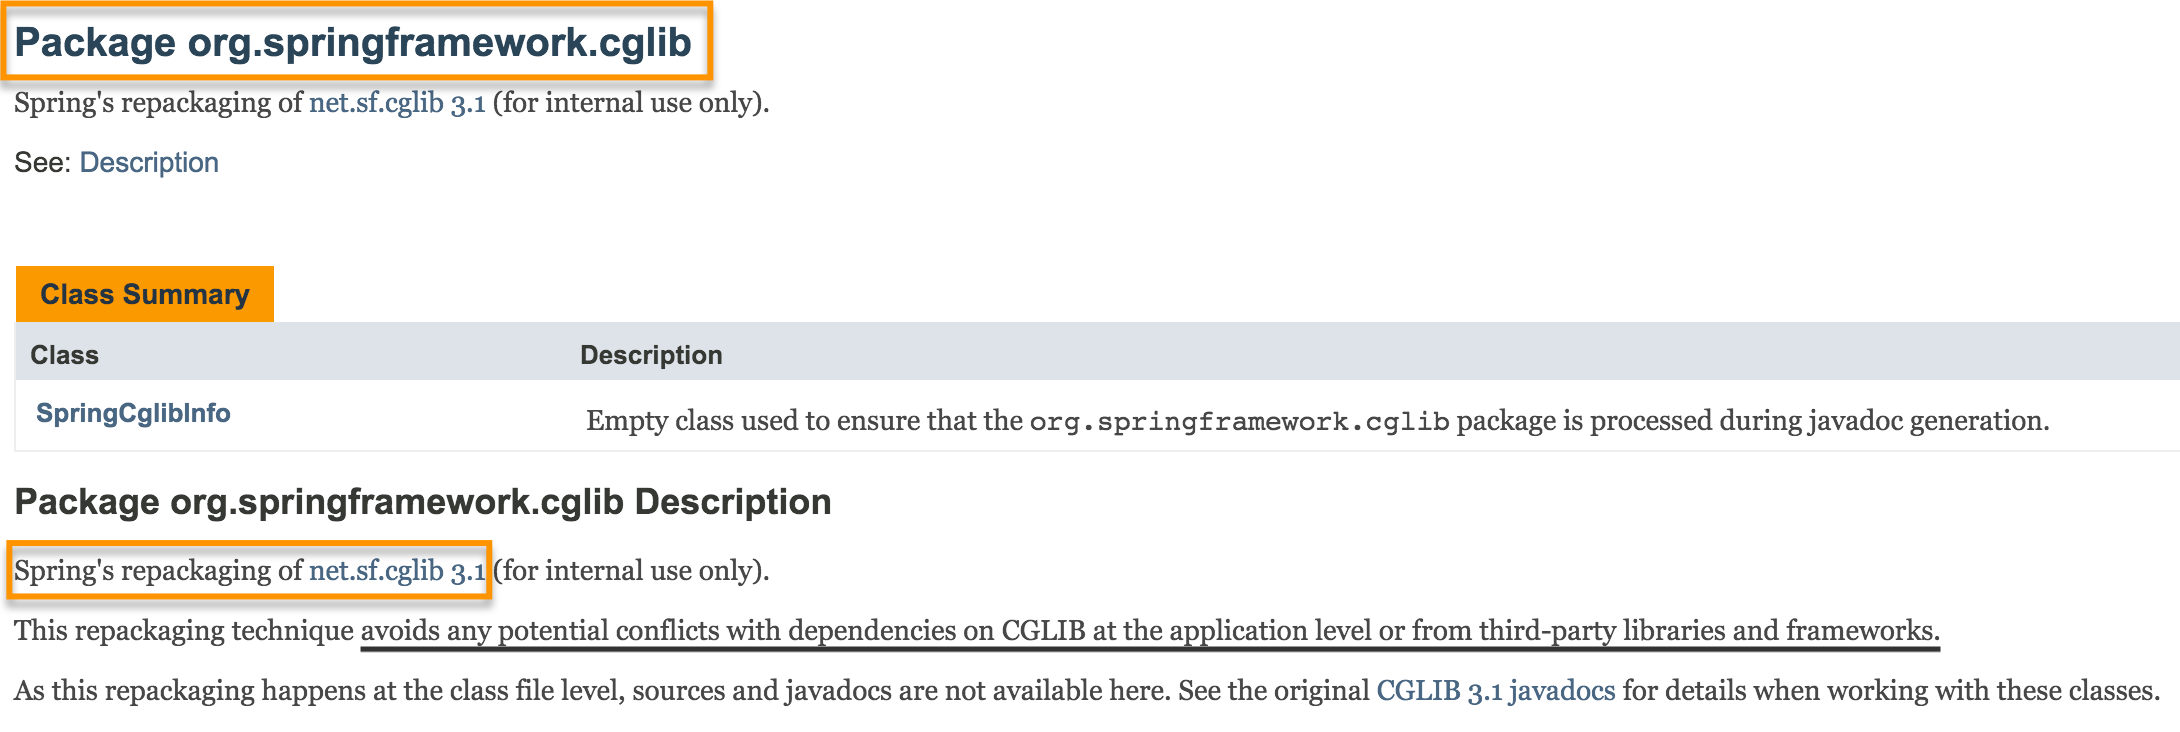 Package org.springframework.cglib
Spring's repackaging of net.sf.cglib 3.1 (for internal use only).
See: Description
Class Summary
Class Description
SpringCglibInfo Empty class used to ensure that the org.springframework.cglib package is processed during javadoc generation.
Package org.springframework.cglib Description
Spring's repackaging of net.sf.cglib 3.1 (for internal use only).
This repackaging technique avoids any potential conflicts with dependencies on CGLIB at the application level or from third-party libraries and frameworks.
As this repackaging happens at the class file level, sources and javadocs are not available here. See the original CGLIB 3.1 javadocs for details when working with these classes.